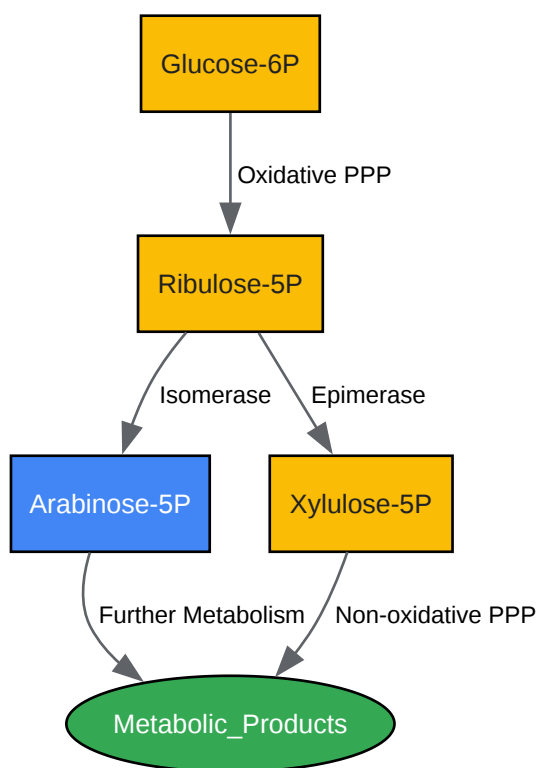 Glucose-6P
Oxidative PPP
Ribulose-5P
Isomerase
Epimerase
Arabinose-5P
Xylulose-5P
Further Metabolism
Non-oxidative PPP
Metabolic_Products